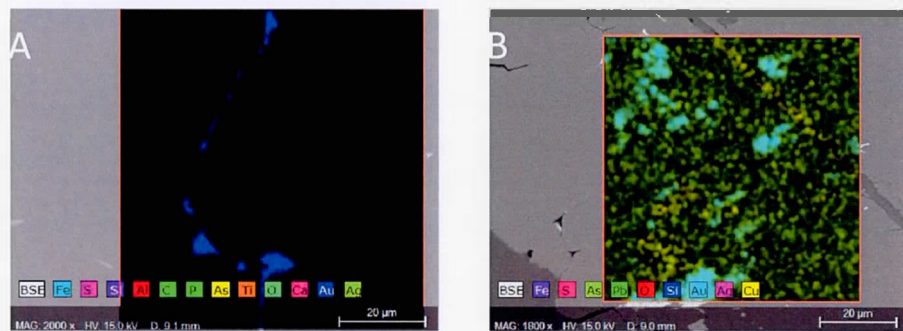 A
BSE Fe S Si Al C P As Ti O Ca Au Ag
20 µm
MAG: 2000 x HV: 15.0 kV D: 9.1 mm
B
BSE Fe S As Pb O Si Au Ag Cu
20 µm
MAG: 1800 x HV: 15.0 kV D: 9.0 mm